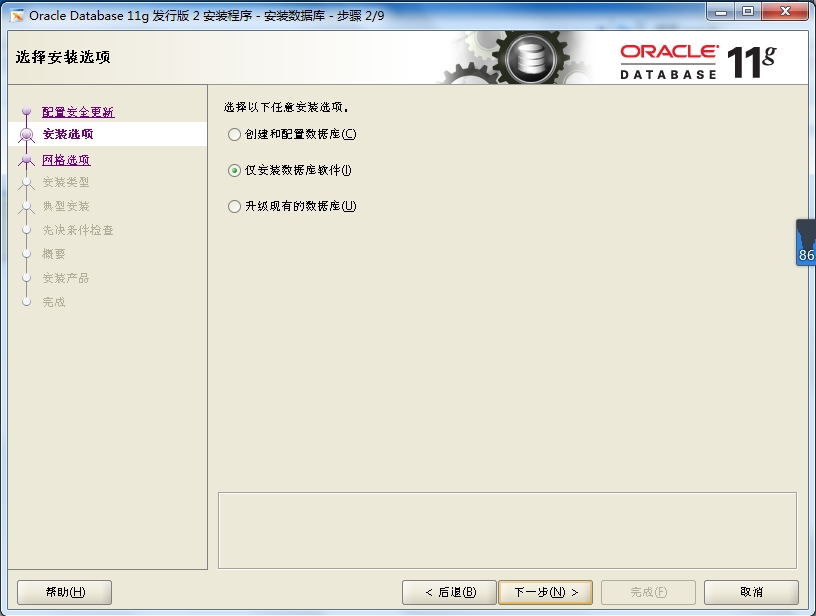 Oracle Database 11g 发行版 2 安装程序 - 安装数据库 - 步骤 2/9
选择安装选项
ORACLE
DATABASE
11g
配置安全更新
安装选项
网格选项
安装类型
典型安装
先决条件检查
概要
安装产品
完成
选择以下任意安装选项。
创建和配置数据库(C)
仅安装数据库软件(I)
升级现有的数据库(U)
86
帮助(H)
< 后退(B)
下一步(N) >
完成(F)
取消